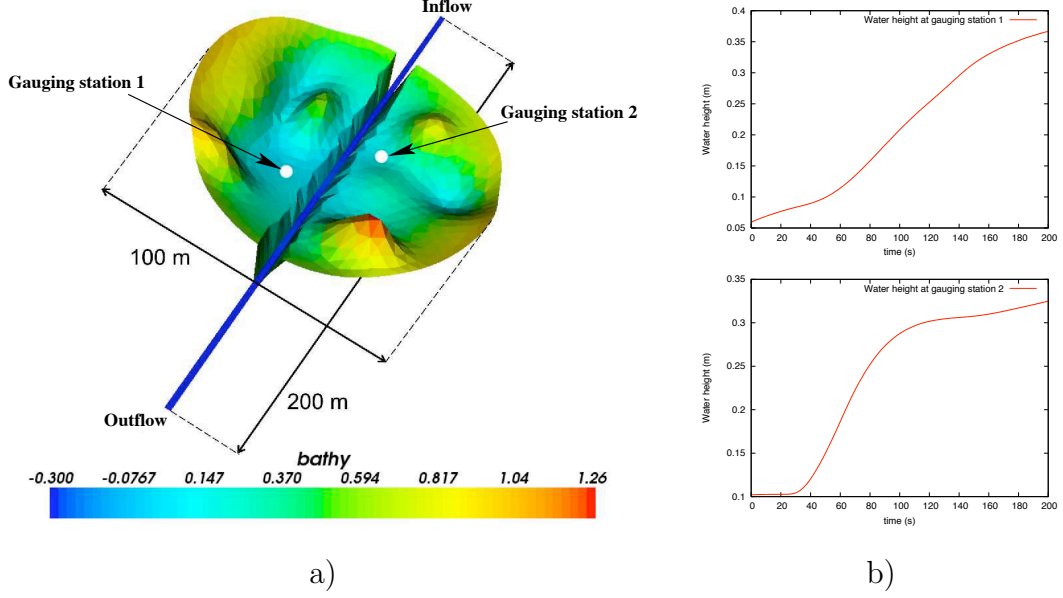 Inflow
Gauging station 1
Gauging station 2
100 m
200 m
Outflow
bathy
-0.300 -0.0767 0.147 0.370 0.594 0.817 1.04 1.26
a)
Water height at gauging station 1
Water height (m)
0.4
0.35
0.3
0.25
0.2
0.15
0.1
0.05
0 20 40 60 80 100 120 140 160 180 200
time (s)
Water height at gauging station 2
Water height (m)
0.35
0.3
0.25
0.2
0.15
0.1
0 20 40 60 80 100 120 140 160 180 200
time (s)
b)